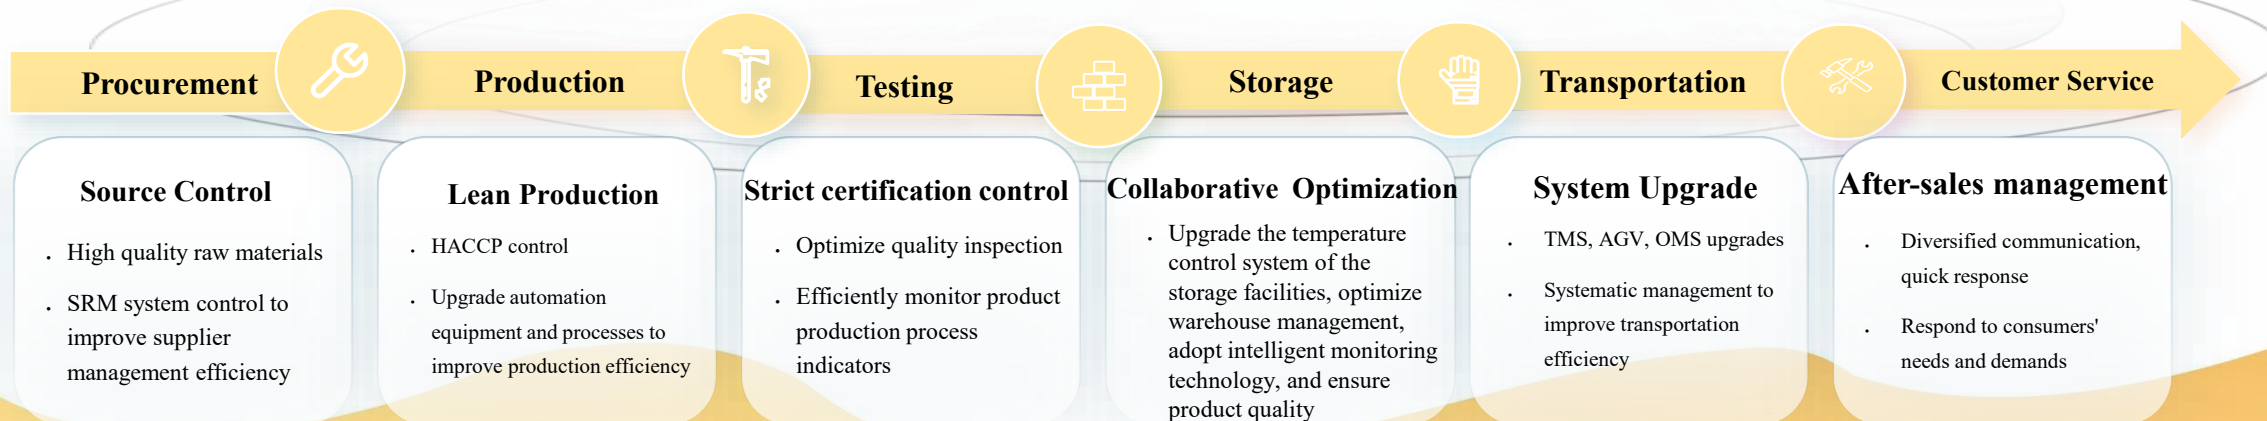 Procurement
Production
Testing
Storage
Transportation
Customer Service
Source Control
. High quality raw materials
. SRM system control to
improve supplier
management efficiency
Lean Production
. HACCP control
. Upgrade automation
equipment and processes to
improve production efficiency
Strict certification control
. Optimize quality inspection
. Efficiently monitor product
production process
indicators
Collaborative Optimization
. Upgrade the temperature
control system of the
storage facilities, optimize
warehouse management,
adopt intelligent monitoring
technology, and ensure
product quality
System Upgrade
. TMS, AGV, OMS upgrades
. Systematic management to
improve transportation
efficiency
After-sales management
. Diversified communication,
quick response
. Respond to consumers'
needs and demands